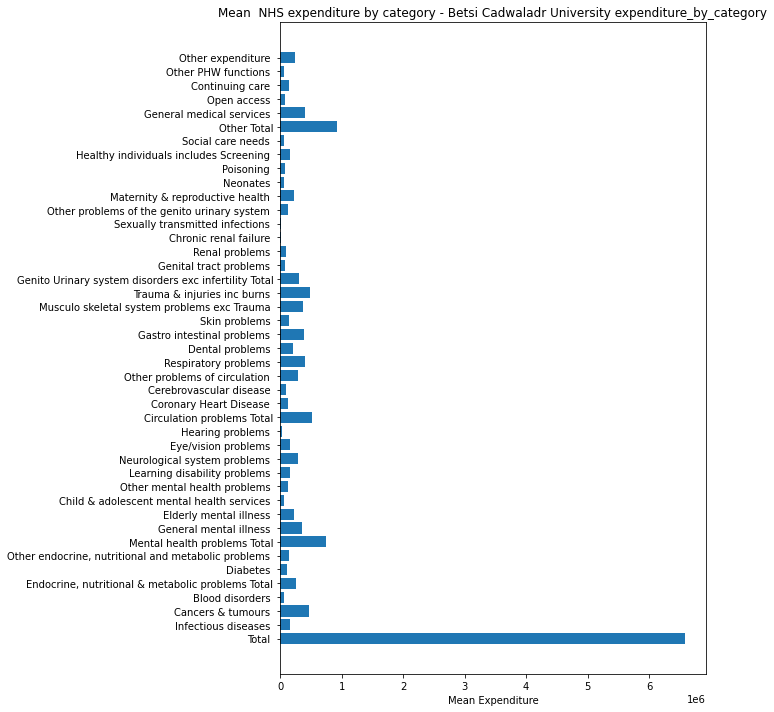 Mean  NHS expenditure by category - Betsi Cadwaladr University expenditure_by_category
Other expenditure
Other PHW functions
Continuing care
Open access
General medical services
Other Total
Social care needs
Healthy individuals includes Screening
Poisoning
Neonates
Maternity & reproductive health
Other problems of the genito urinary system
Sexually transmitted infections
Chronic renal failure
Renal problems
Genital tract problems
Genito Urinary system disorders exc infertility Total
Trauma & injuries inc burns
Musculo skeletal system problems exc Trauma
Skin problems
Gastro intestinal problems
Dental problems
Respiratory problems
Other problems of circulation
Cerebrovascular disease
Coronary Heart Disease
Circulation problems Total
Hearing problems
Eye/vision problems
Neurological system problems
Learning disability problems
Other mental health problems
Child & adolescent mental health services
Elderly mental illness
General mental illness
Mental health problems Total
Other endocrine, nutritional and metabolic problems
Diabetes
Endocrine, nutritional & metabolic problems Total
Blood disorders
Cancers & tumours
Infectious diseases
Total
0 1 2 3 4 5 6
Mean Expenditure
1e6